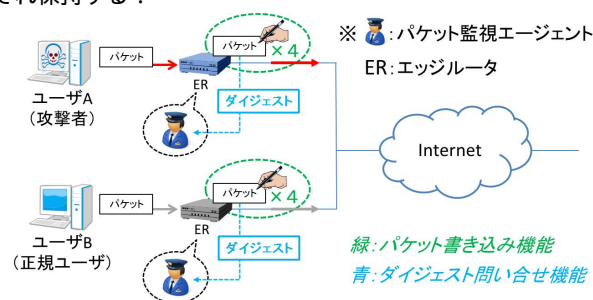 され保持する．
※ :パケット監視エージェント
ER:エッジルータ
パケット
パケット
×4
ER
ダイジェスト
ユーザA
(攻撃者)
Internet
パケット
パケット
×4
ER
ダイジェスト
ユーザB
(正規ユーザ)
緑:パケット書き込み機能
青:ダイジェスト問い合せ機能